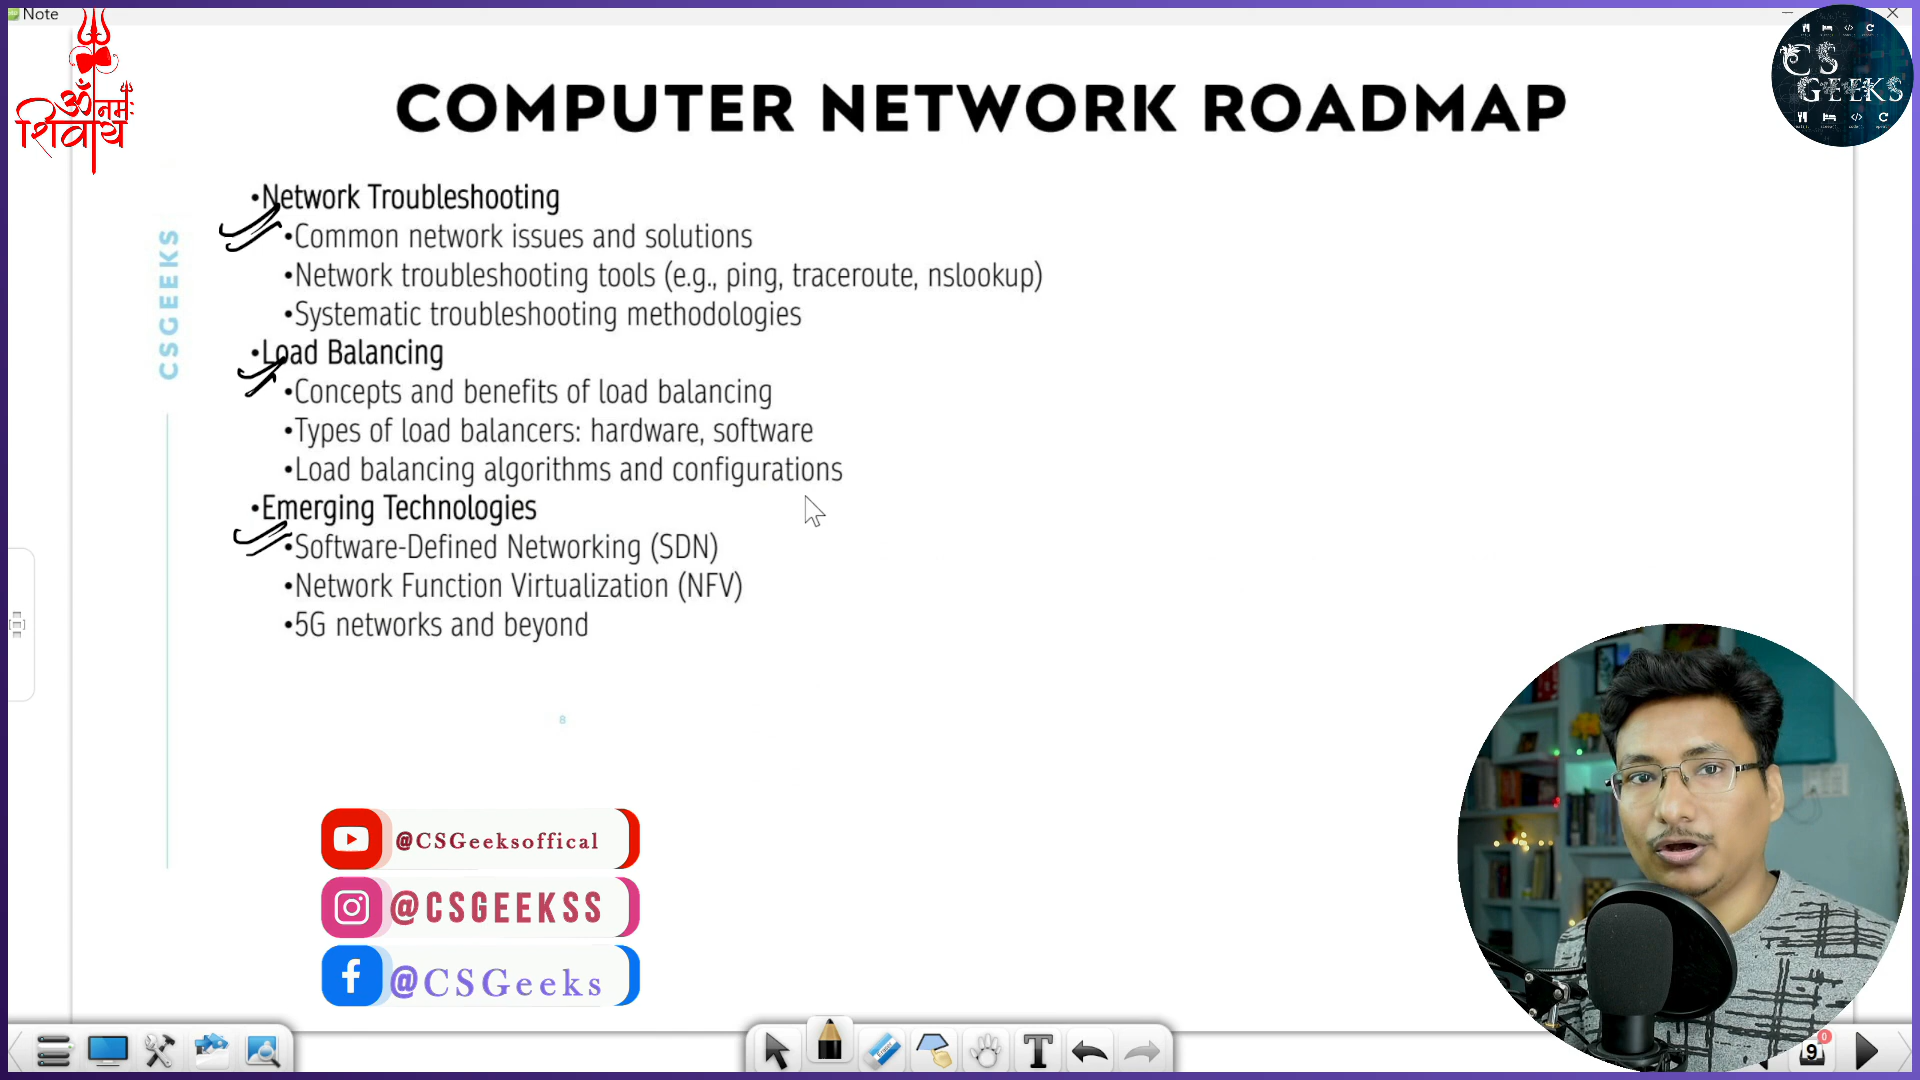 Note
ॐ नमः
शिवाय
CS
GEEKS
COMPUTER NETWORK ROADMAP
CSGEEKS
•Network Troubleshooting
•Common network issues and solutions
•Network troubleshooting tools (e.g., ping, traceroute, nslookup)
•Systematic troubleshooting methodologies
•Load Balancing
•Concepts and benefits of load balancing
•Types of load balancers: hardware, software
•Load balancing algorithms and configurations
•Emerging Technologies
•Software-Defined Networking (SDN)
•Network Function Virtualization (NFV)
•5G networks and beyond
8
@CSGeeksoffical
@CSGEEKSS
@CSGeeks
T
9
0